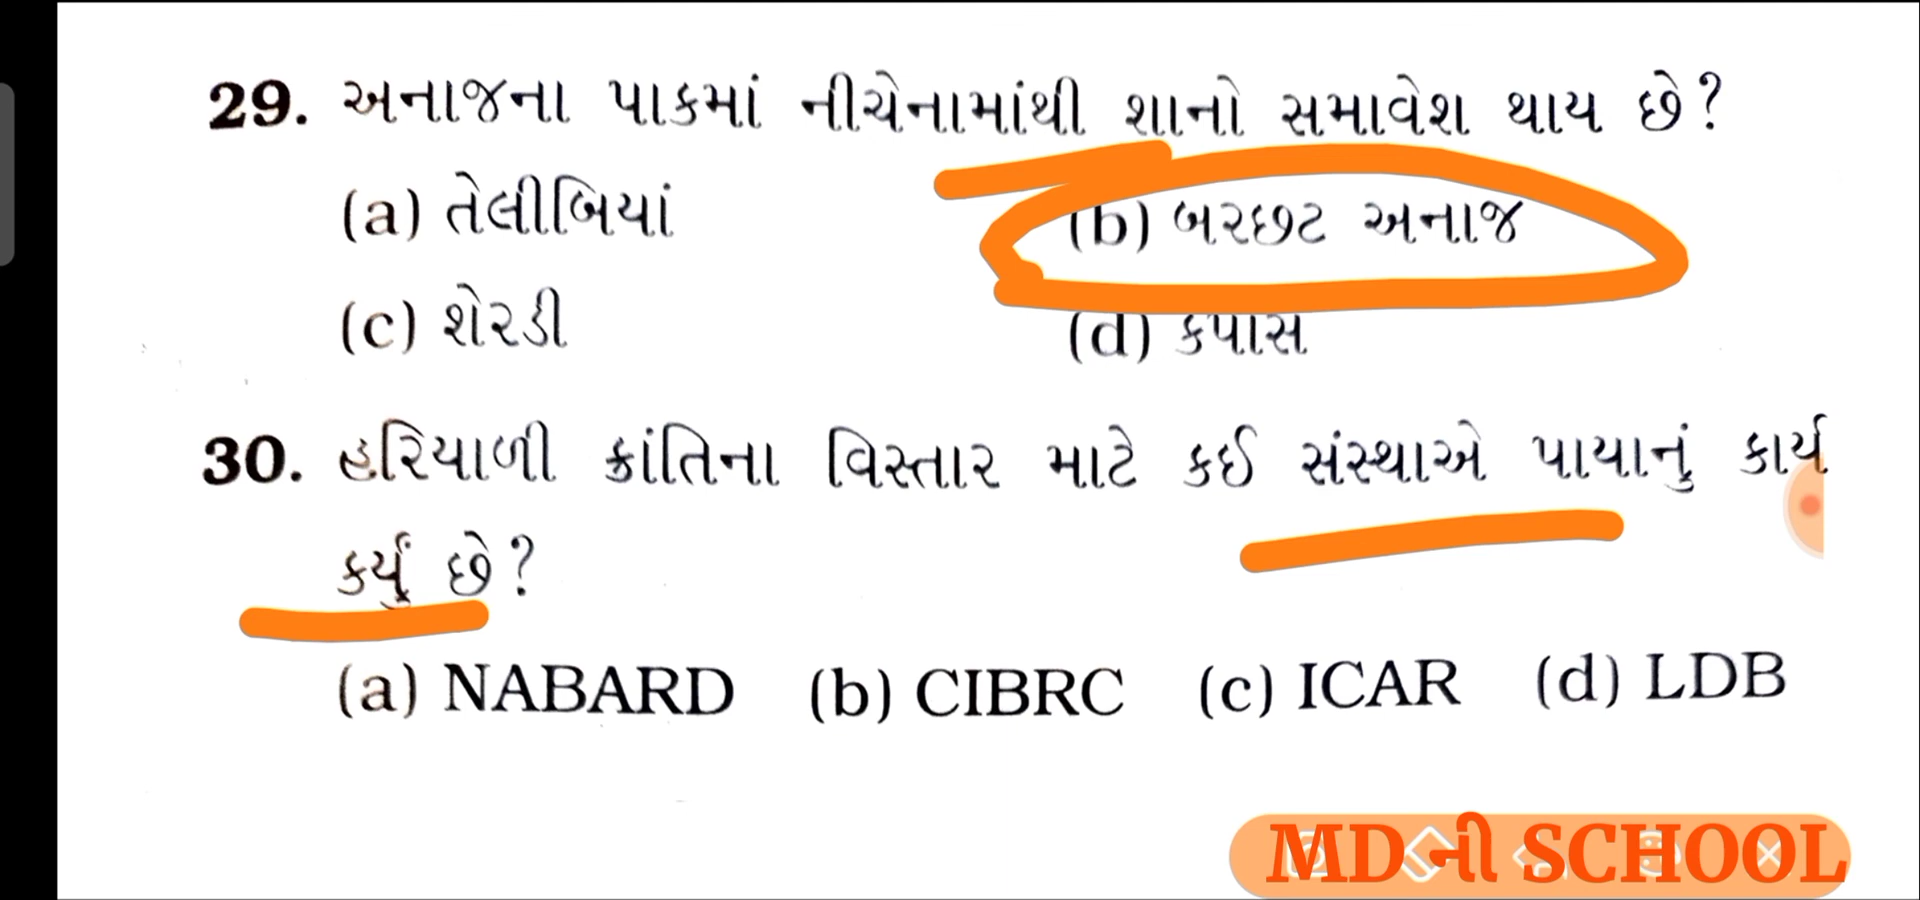 29. અનાજના પાકમાં નીચેનામાંથી શાનો સમાવેશ થાય છે?
(a) તેલીબિયાં (b) બરછટ અનાજ
(c) શેરડી (d) કપાસ
30. હરિયાળી ક્રાંતિના વિસ્તાર માટે કઈ સંસ્થાએ પાયાનું કાર્ય
કર્યું છે?
(a) NABARD (b) CIBRC (c) ICAR (d) LDB
MDની SCHOOL